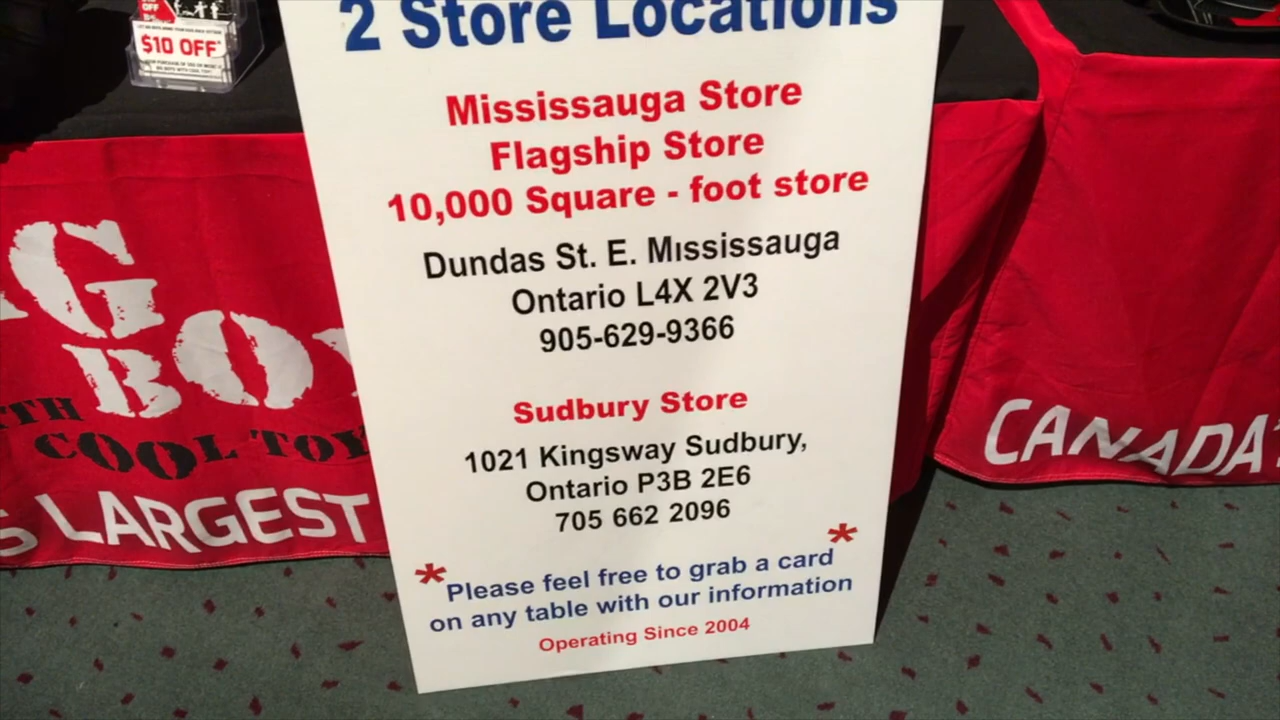 $10 OFF*
2 Store Locations
Mississauga Store
Flagship Store
10,000 Square - foot store
Dundas St. E. Mississauga
Ontario L4X 2V3
905-629-9366
Sudbury Store
1021 Kingsway Sudbury,
Ontario P3B 2E6
705 662 2096
* Please feel free to grab a card *
on any table with our information
Operating Since 2004
COOL TOY
LARGEST
CANADA'